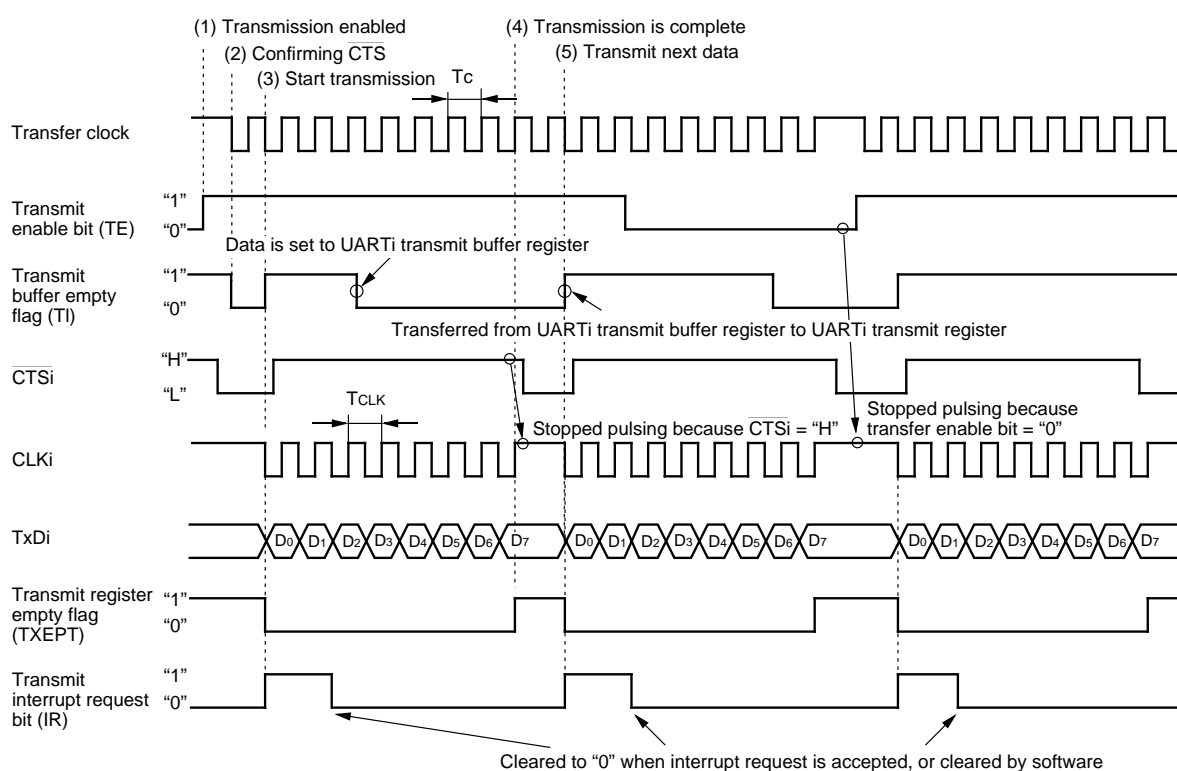 (1) Transmission enabled
(2) Confirming CTS
(3) Start transmission
(4) Transmission is complete
(5) Transmit next data
Tc
Transfer clock
Transmit
enable bit (TE)
“1”
“0”
Data is set to UARTi transmit buffer register
Transmit
buffer empty
flag (TI)
“1”
“0”
Transferred from UARTi transmit buffer register to UARTi transmit register
CTSi
“H”
“L”
TCLK
Stopped pulsing because CTSi = “H”
Stopped pulsing because
transfer enable bit = “0”
CLKi
TxDi
D0 D1 D2 D3 D4 D5 D6 D7 D0 D1 D2 D3 D4 D5 D6 D7 D0 D1 D2 D3 D4 D5 D6 D7
Transmit register
empty flag
(TXEPT)
“1”
“0”
Transmit
interrupt request
bit (IR)
“1”
“0”
Cleared to “0” when interrupt request is accepted, or cleared by software